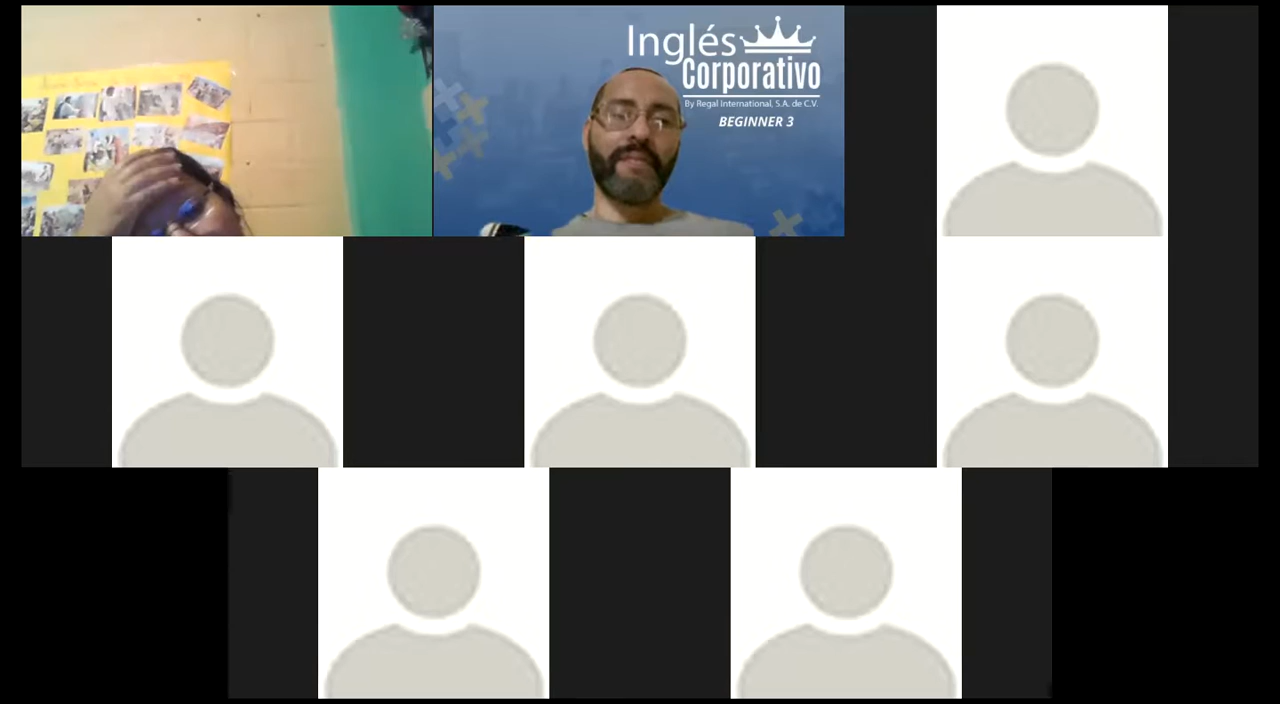 Inglés
Corporativo
By Regal International, S.A. de C.V.
BEGINNER 3